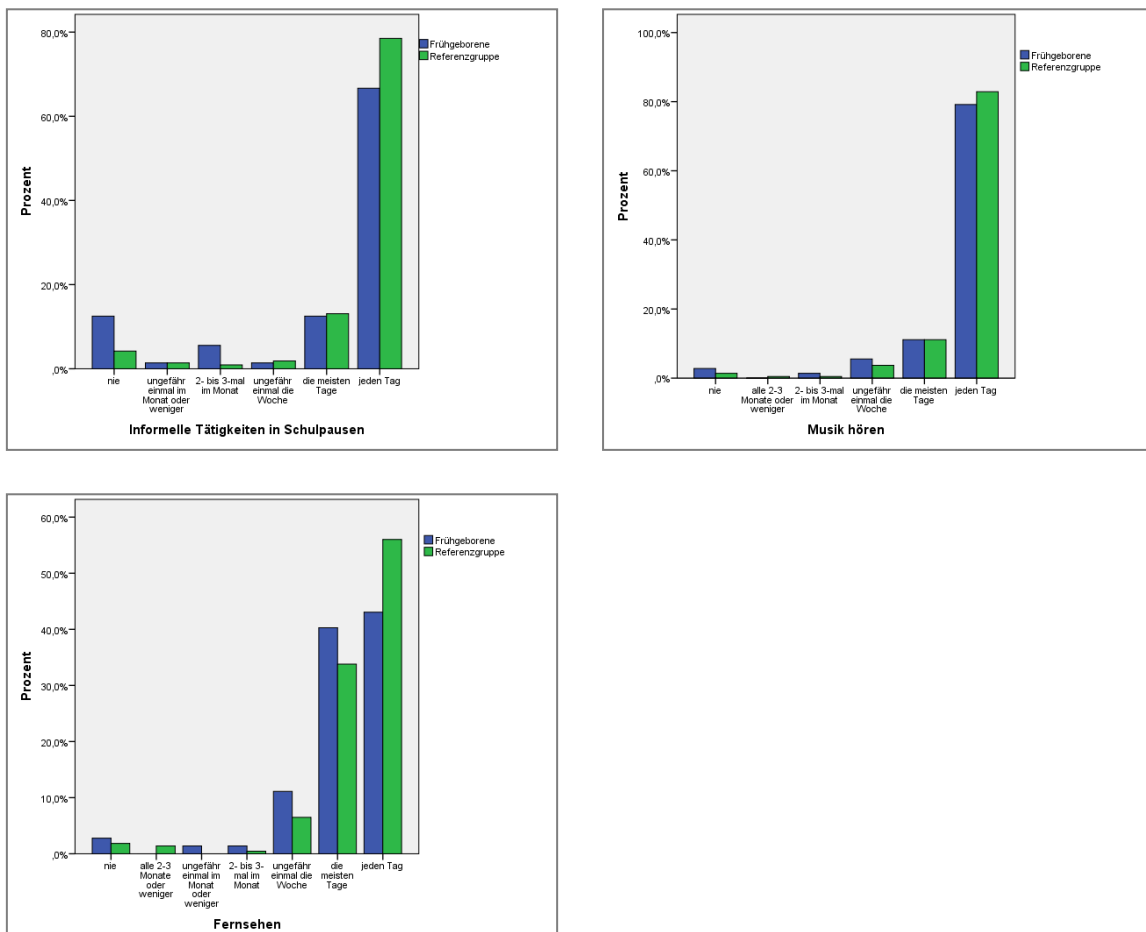 80,0%
60,0%
40,0%
20,0%
,0%
Prozent
nie
ungefähr
einmal im
Monat oder
weniger
2- bis 3-mal
im Monat
ungefähr
einmal die
Woche
die meisten
Tage
jeden Tag
Informelle Tätigkeiten in Schulpausen
Frühgeborene
Referenzgruppe
100,0%
80,0%
60,0%
40,0%
20,0%
,0%
Prozent
nie
alle 2-3
Monate oder
weniger
2- bis 3-mal
im Monat
ungefähr
einmal die
Woche
die meisten
Tage
jeden Tag
Musik hören
Frühgeborene
Referenzgruppe
60,0%
50,0%
40,0%
30,0%
20,0%
10,0%
,0%
Prozent
nie
alle 2-3
Monate
oder
weniger
ungefähr
einmal im
Monat
oder
weniger
2- bis 3-
mal im
Monat
ungefähr
einmal die
Woche
die
meisten
Tage
jeden Tag
Fernsehen
Frühgeborene
Referenzgruppe